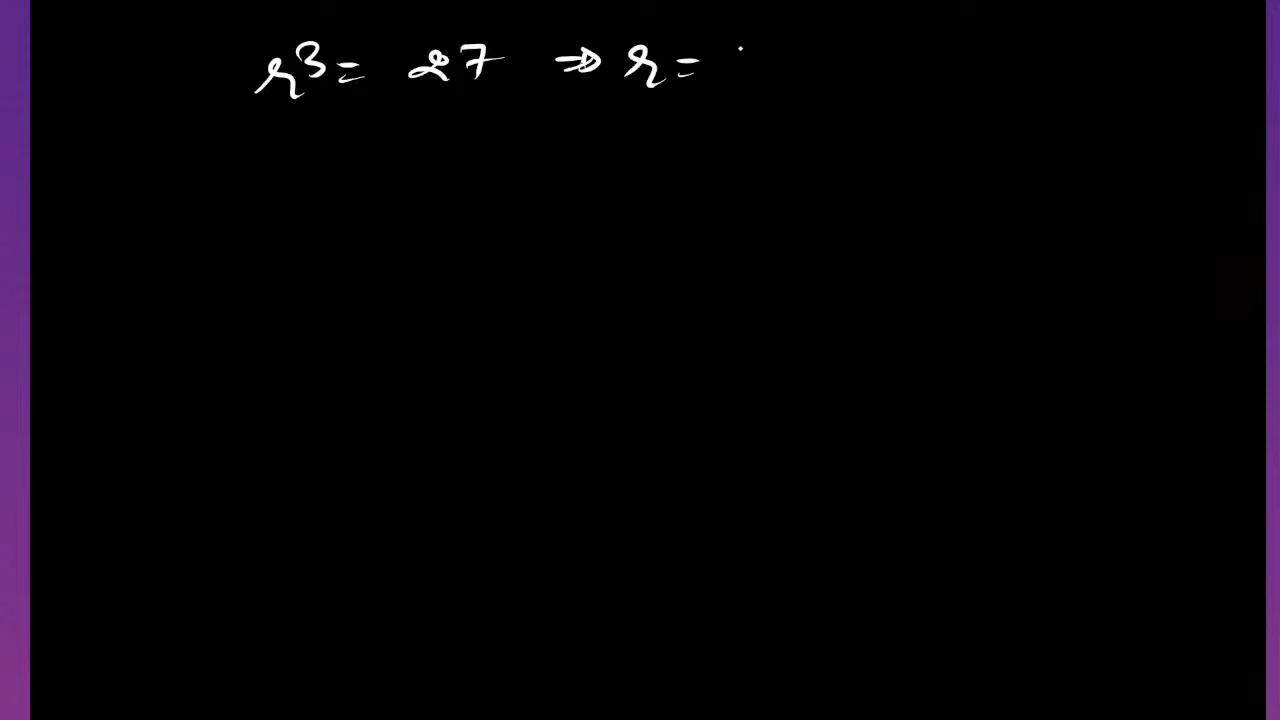 r³ = 27 ⇒ r =